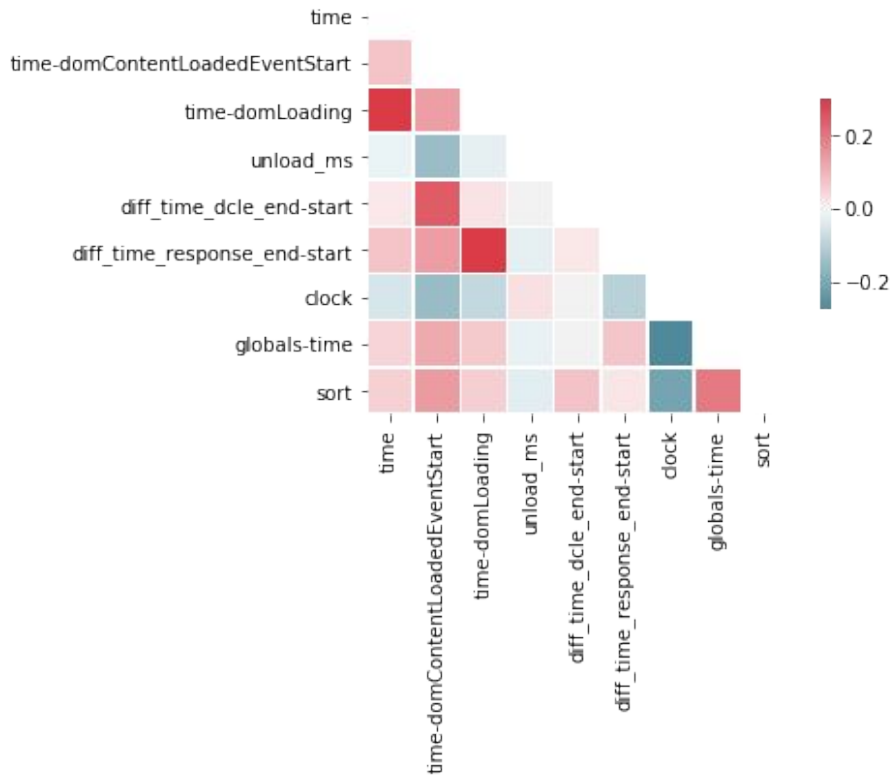 time
time-domContentLoadedEventStart
time-domLoading
unload_ms
diff_time_dcle_end-start
diff_time_response_end-start
clock
globals-time
sort
0.2
0.0
−0.2
time
time-domContentLoadedEventStart
time-domLoading
unload_ms
diff_time_dcle_end-start
diff_time_response_end-start
clock
globals-time
sort